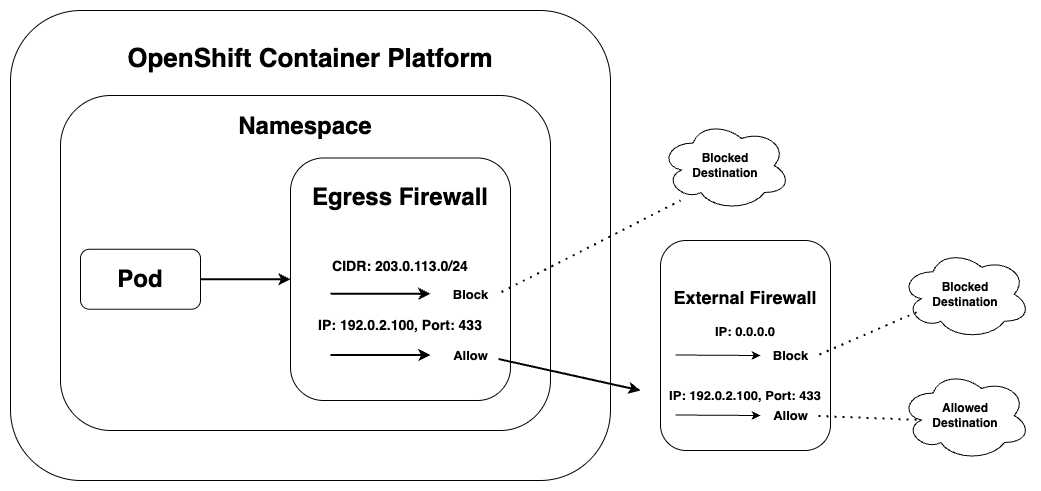 OpenShift Container Platform
Namespace
Egress Firewall
Pod
CIDR: 203.0.113.0/24
Block
IP: 192.0.2.100, Port: 433
Allow
Blocked
Destination
External Firewall
IP: 0.0.0.0
Block
IP: 192.0.2.100, Port: 433
Allow
Blocked
Destination
Allowed
Destination